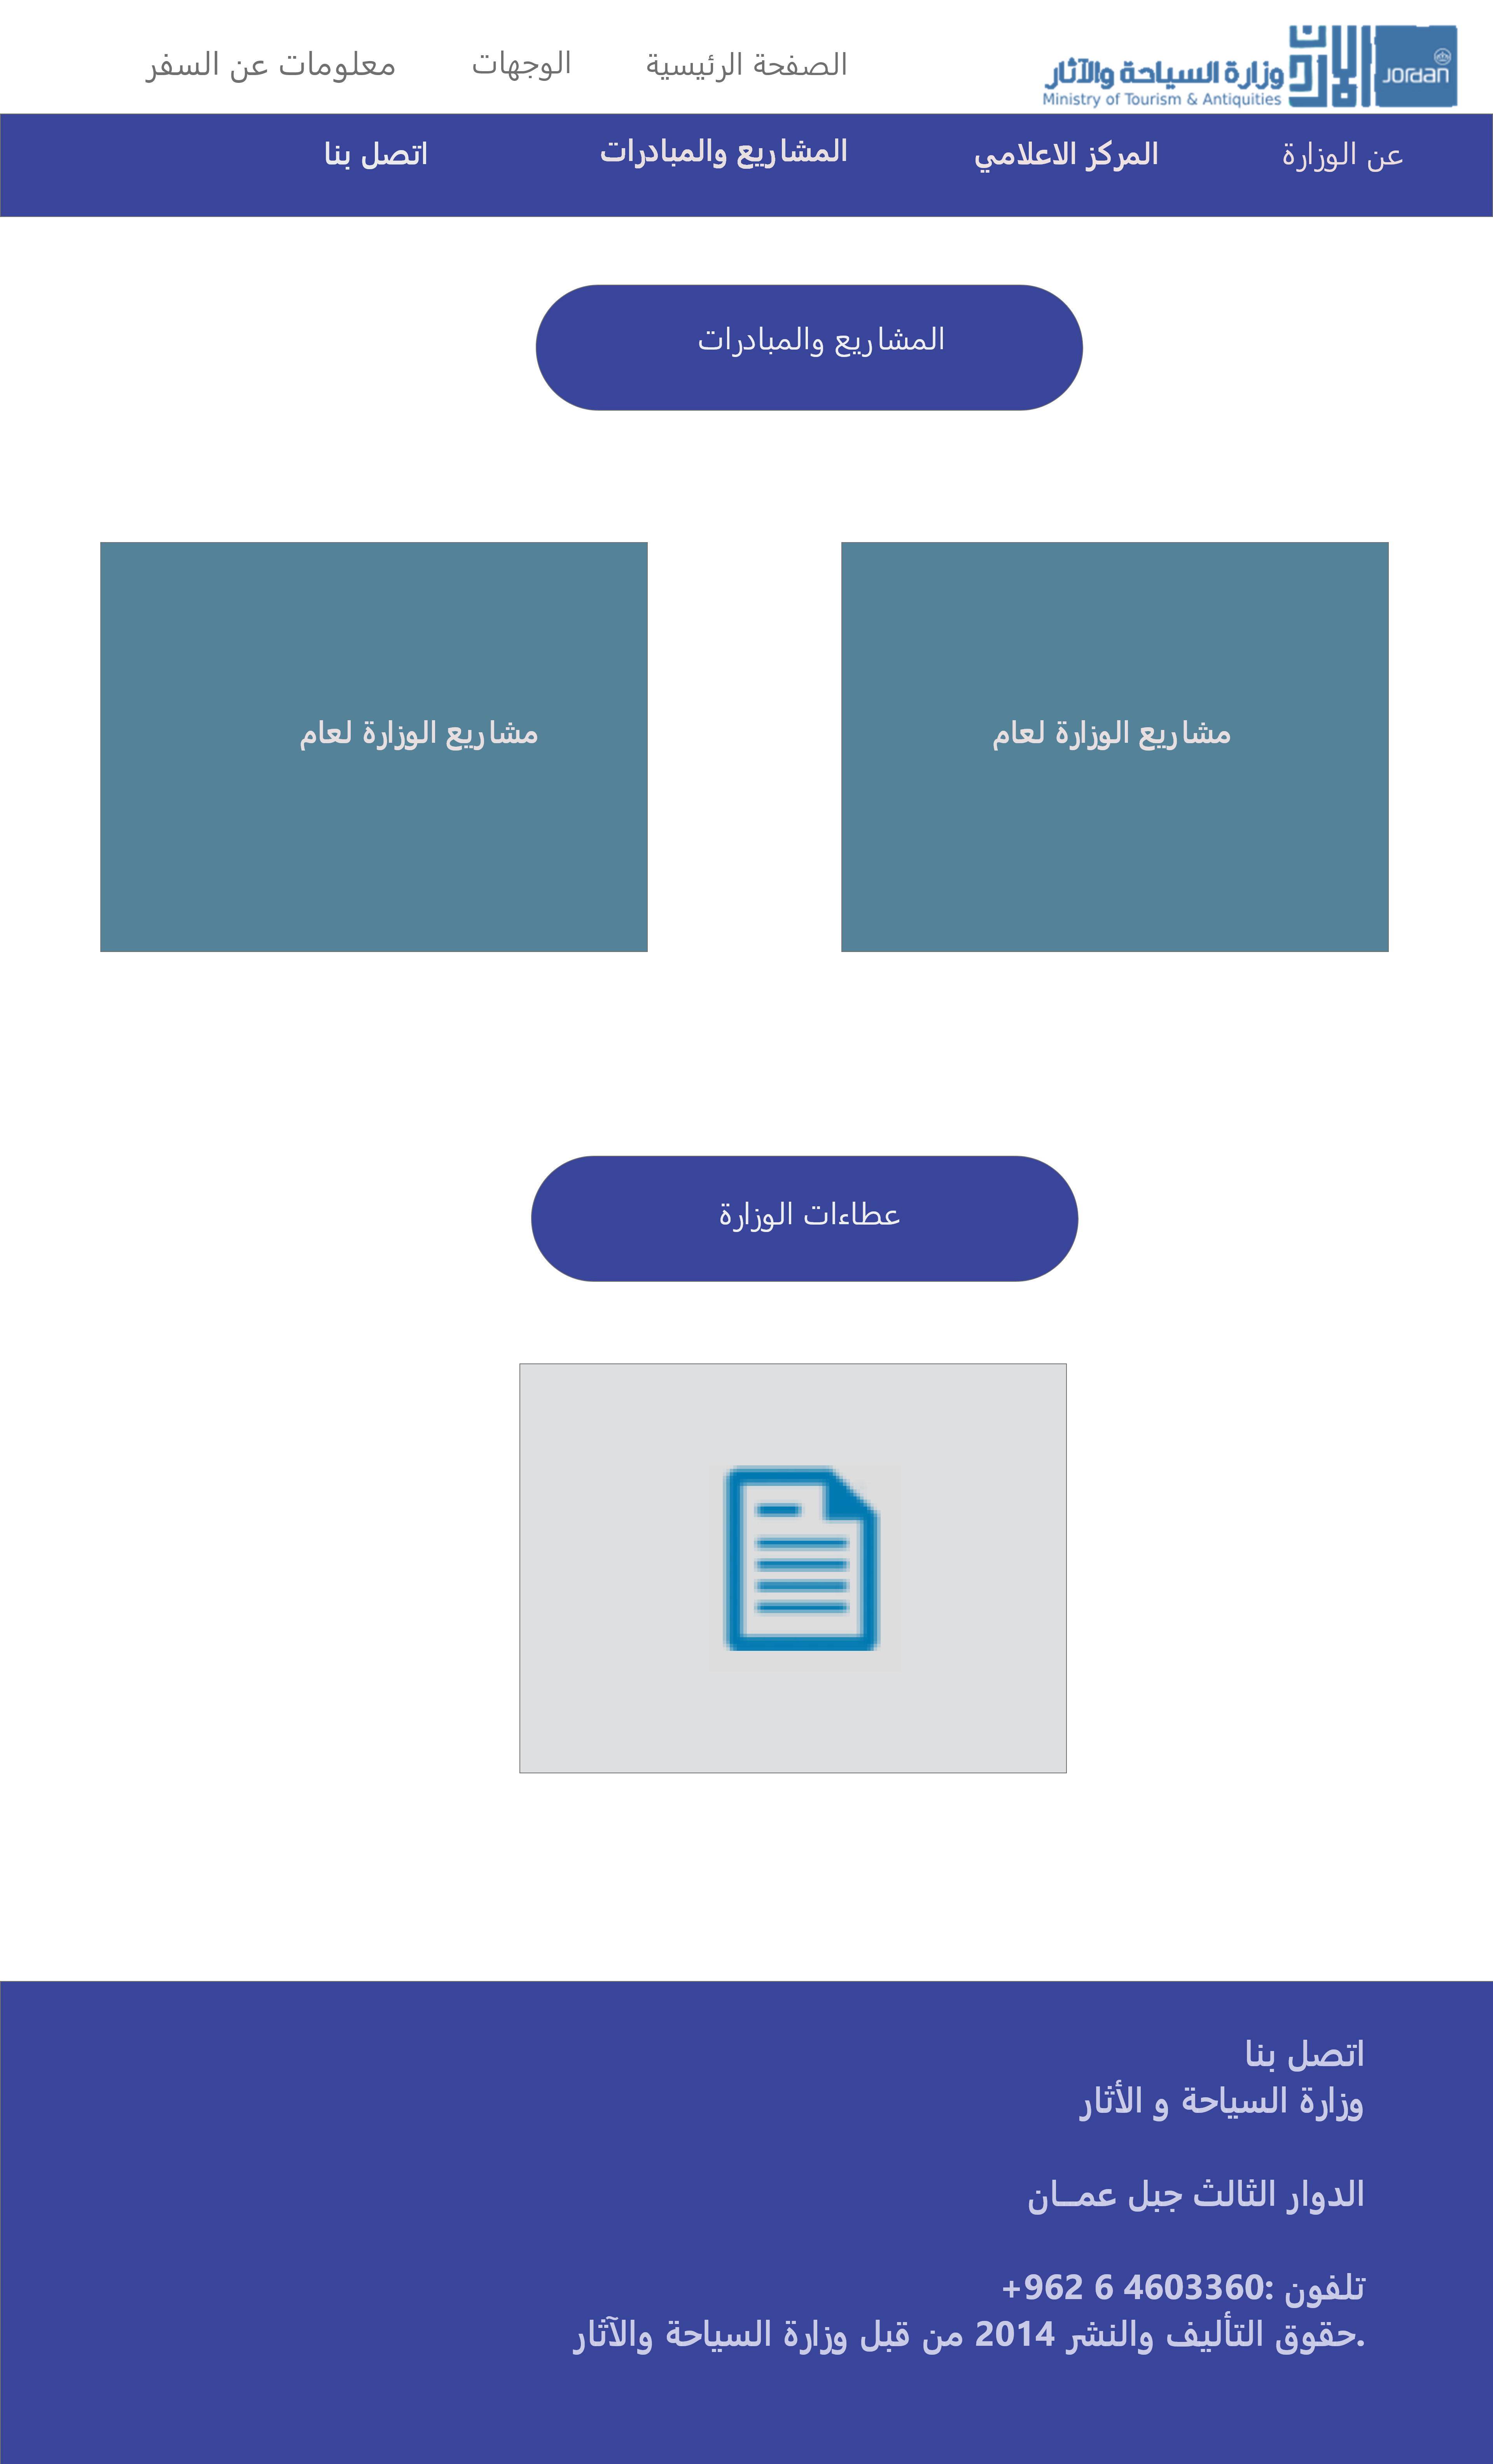 وزارة السياحة والآثار
Ministry of Tourism & Antiquities
الأردن
Jordan
الصفحة الرئيسية
الوجهات
معلومات عن السفر
عن الوزارة
المركز الاعلامي
المشاريع والمبادرات
اتصل بنا
المشاريع والمبادرات
مشاريع الوزارة لعام
مشاريع الوزارة لعام
عطاءات الوزارة
اتصل بنا
وزارة السياحة و الأثار
الدوار الثالث جبل عمــان
تلفون :4603360 6 962+
.حقوق التأليف والنشر 2014 من قبل وزارة السياحة والآثار